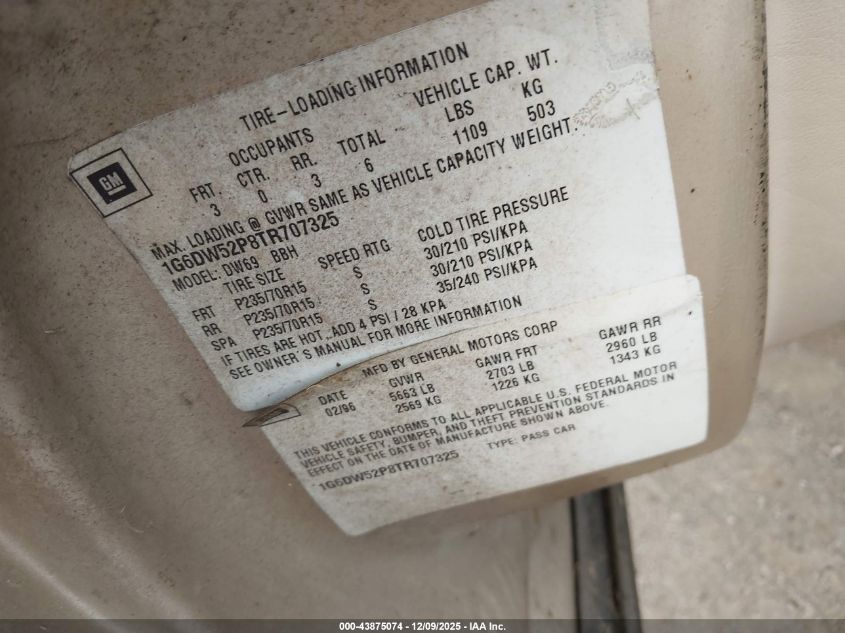 TIRE-LOADING INFORMATION
OCCUPANTS VEHICLE CAP. WT.
FRT. CTR. RR. TOTAL LBS KG
3 0 3 6 1109 503
MAX. LOADING @ GVWR SAME AS VEHICLE CAPACITY WEIGHT.
1G6DW52P8TR707325
MODEL: DW69 BBH
TIRE SIZE SPEED RTG COLD TIRE PRESSURE
FRT P235/70R15 S 30/210 PSI/KPA
RR P235/70R15 S 30/210 PSI/KPA
SPA P235/70R15 S 35/240 PSI/KPA
IF TIRES ARE HOT, ADD 4 PSI / 28 KPA
SEE OWNER'S MANUAL FOR MORE INFORMATION
GM
MFD BY GENERAL MOTORS CORP
DATE GVWR GAWR FRT GAWR RR
02/96 5663 LB 2703 LB 2960 LB
2569 KG 1226 KG 1343 KG
THIS VEHICLE CONFORMS TO ALL APPLICABLE U.S. FEDERAL MOTOR
VEHICLE SAFETY, BUMPER, AND THEFT PREVENTION STANDARDS IN
EFFECT ON THE DATE OF MANUFACTURE SHOWN ABOVE.
1G6DW52P8TR707325 TYPE: PASS CAR
000-43875074 - 12/09/2025 - IAA Inc.